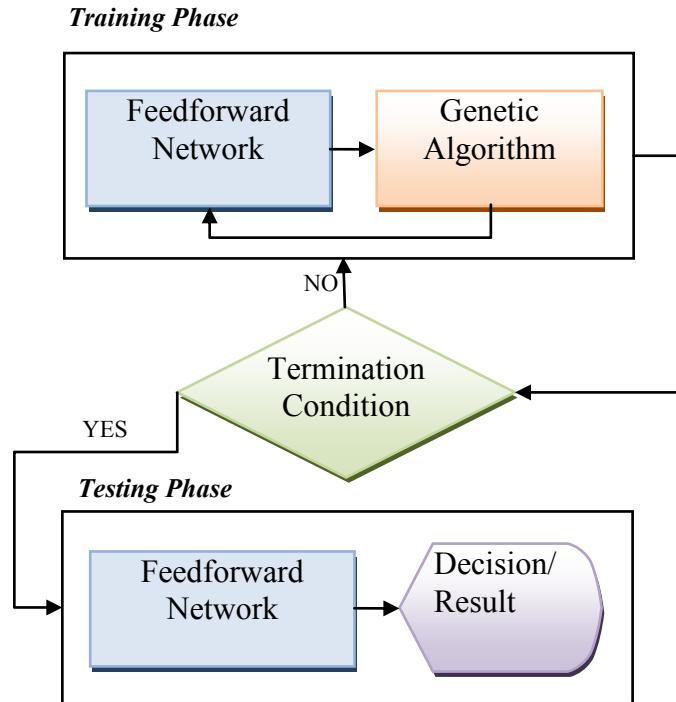 Training Phase
Feedforward
Network
Genetic
Algorithm
NO
Termination
Condition
YES
Testing Phase
Feedforward
Network
Decision/
Result